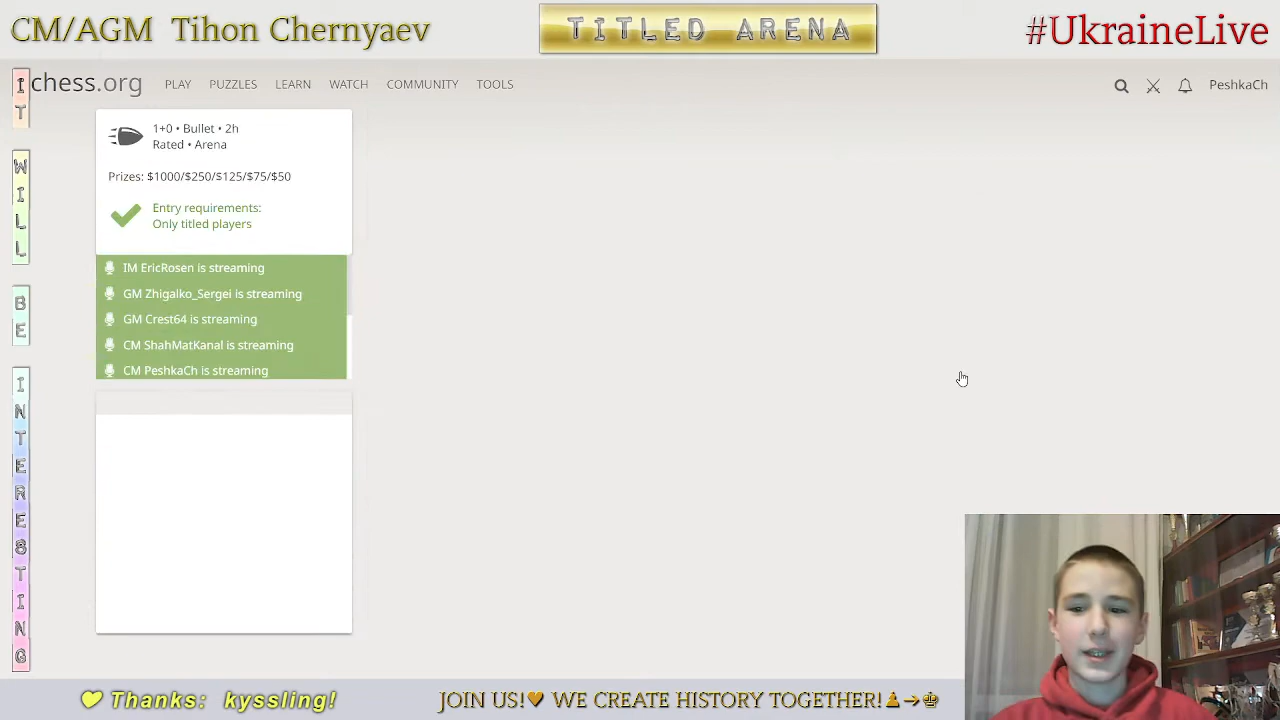 CM/AGM Tihon Chernyaev
TITLED ARENA
#UkraineLive
chess.org
PLAY
PUZZLES
LEARN
WATCH
COMMUNITY
TOOLS
PeshkaCh
IT
WILL
BE
INTERESTING
1+0 • Bullet • 2h
Rated • Arena
Prizes: $1000/$250/$125/$75/$50
Entry requirements:
Only titled players
IM EricRosen is streaming
GM Zhigalko_Sergei is streaming
GM Crest64 is streaming
CM ShahMatKanal is streaming
CM PeshkaCh is streaming
💛 Thanks: kyssling!
JOIN US!🧡 WE CREATE HISTORY TOGETHER!♟→♚